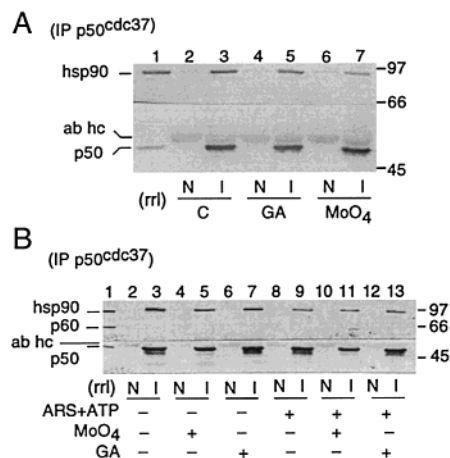 A
(IP p50cdc37)
1 2 3 4 5 6 7
hsp90
97
66
ab hc
p50
45
(rrl) N I N I N I
C GA MoO4
B
(IP p50cdc37)
1 2 3 4 5 6 7 8 9 10 11 12 13
hsp90
97
p60
66
ab hc
p50
45
(rrl) N I N I N I N I N I N I
ARS+ATP - - - + + +
MoO4 - + - - + -
GA - - + - - +